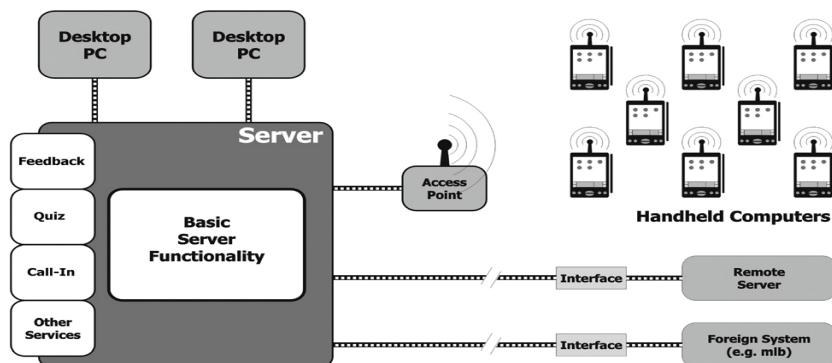 Desktop
PC
Desktop
PC
Server
Feedback
Quiz
Call-In
Other
Services
Basic
Server
Functionality
Access
Point
Handheld Computers
Interface
Remote
Server
Interface
Foreign System
(e.g. mlb)